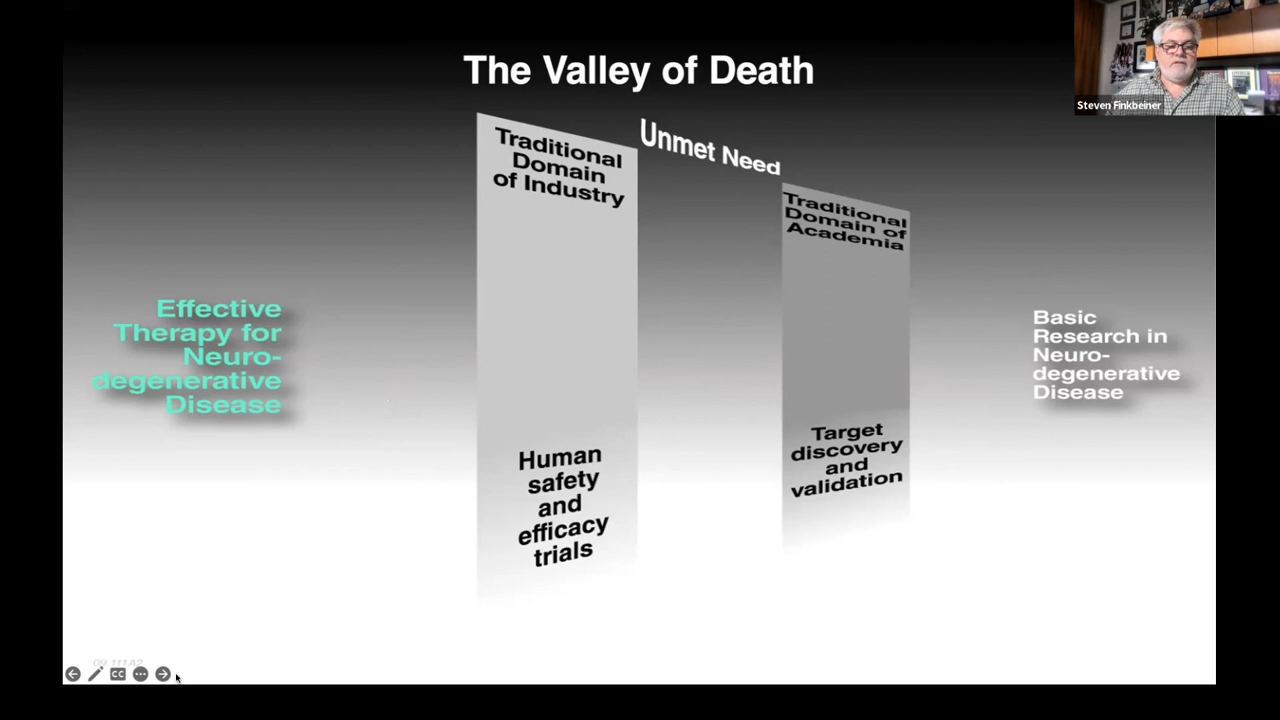 The Valley of Death
Steven Finkbeiner
Traditional
Domain
of Industry
Unmet Need
Traditional
Domain of
Academia
Effective
Therapy for
Neuro-
degenerative
Disease
Basic
Research in
Neuro-
degenerative
Disease
Human
safety
and
efficacy
trials
Target
discovery
and
validation
CC